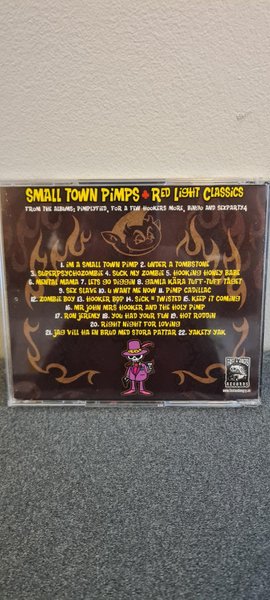 SMALL TOWN PIMPS RED LIGHT CLASSICS
FROM THE ALBUMS: PIMPLYFIED, FOR A FEW HOOKERS MORE, BINGO AND SEXPARTY4
1. IM A SMALL TOWN PIMP 2. UNDER A TOMBSTONE
3. SUPERPSYCHOZOMBIE 4. SUCK MY ZOMBIE 5. HOOKING HONEY BABE
6. MENTAL MAMA 7. LETS GO DIGGIN 8. GAMLA KÄRA TUFF-TUFF TÅGET
9. SEX SLAVE 10. U WANT ME NOW 11. PIMP CADILLAC
12. ZOMBIE BOY 13. HOOKER BOP 14. SICK = TWISTED 15. KEEP IT COMING
16. MR JOHN MRS HOOKER AND THE HOLY PIMP
17. RON JEREMY 18. YOU HAD YOUR FUN 19. HOT RODDIN
20. RIGHT NIGHT FOR LOVING
21. JAG VILL HA EN BRUD MED STORA PATTAR 22. YAKETY YAK
RECORDS